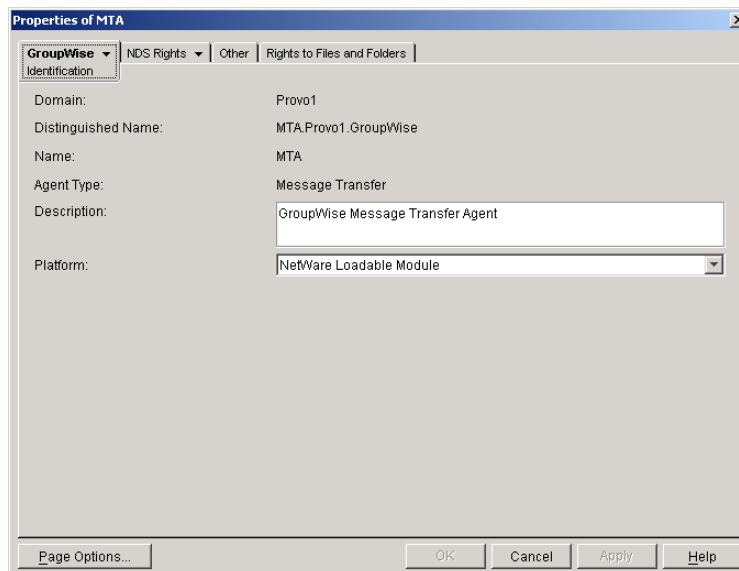 Properties of MTA
GroupWise NDS Rights Other Rights to Files and Folders
Identification
Domain: Provo1
Distinguished Name: MTA.Provo1.GroupWise
Name: MTA
Agent Type: Message Transfer
Description: GroupWise Message Transfer Agent
Platform: NetWare Loadable Module
Page Options... OK Cancel Apply Help